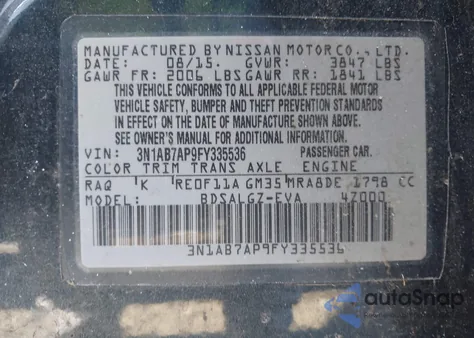 MANUFACTURED BY NISSAN MOTOR CO., LTD.
DATE: 08/15. GVWR: 3847 LBS
GAWR FR: 2006 LBS GAWR RR: 1841 LBS
THIS VEHICLE CONFORMS TO ALL APPLICABLE FEDERAL MOTOR
VEHICLE SAFETY, BUMPER AND THEFT PREVENTION STANDARDS
IN EFFECT ON THE DATE OF MANUFACTURE SHOWN ABOVE.
SEE OWNER'S MANUAL FOR ADDITIONAL INFORMATION.
VIN: 3N1AB7AP9FY335536 PASSENGER CAR.
COLOR TRIM TRANS AXLE ENGINE
RAQ K RE0F11A GM35 MRA8DE 1798 CC
MODEL: BDSALGZ-EVA 4Z000
3N1AB7AP9FY335536
autoSnap